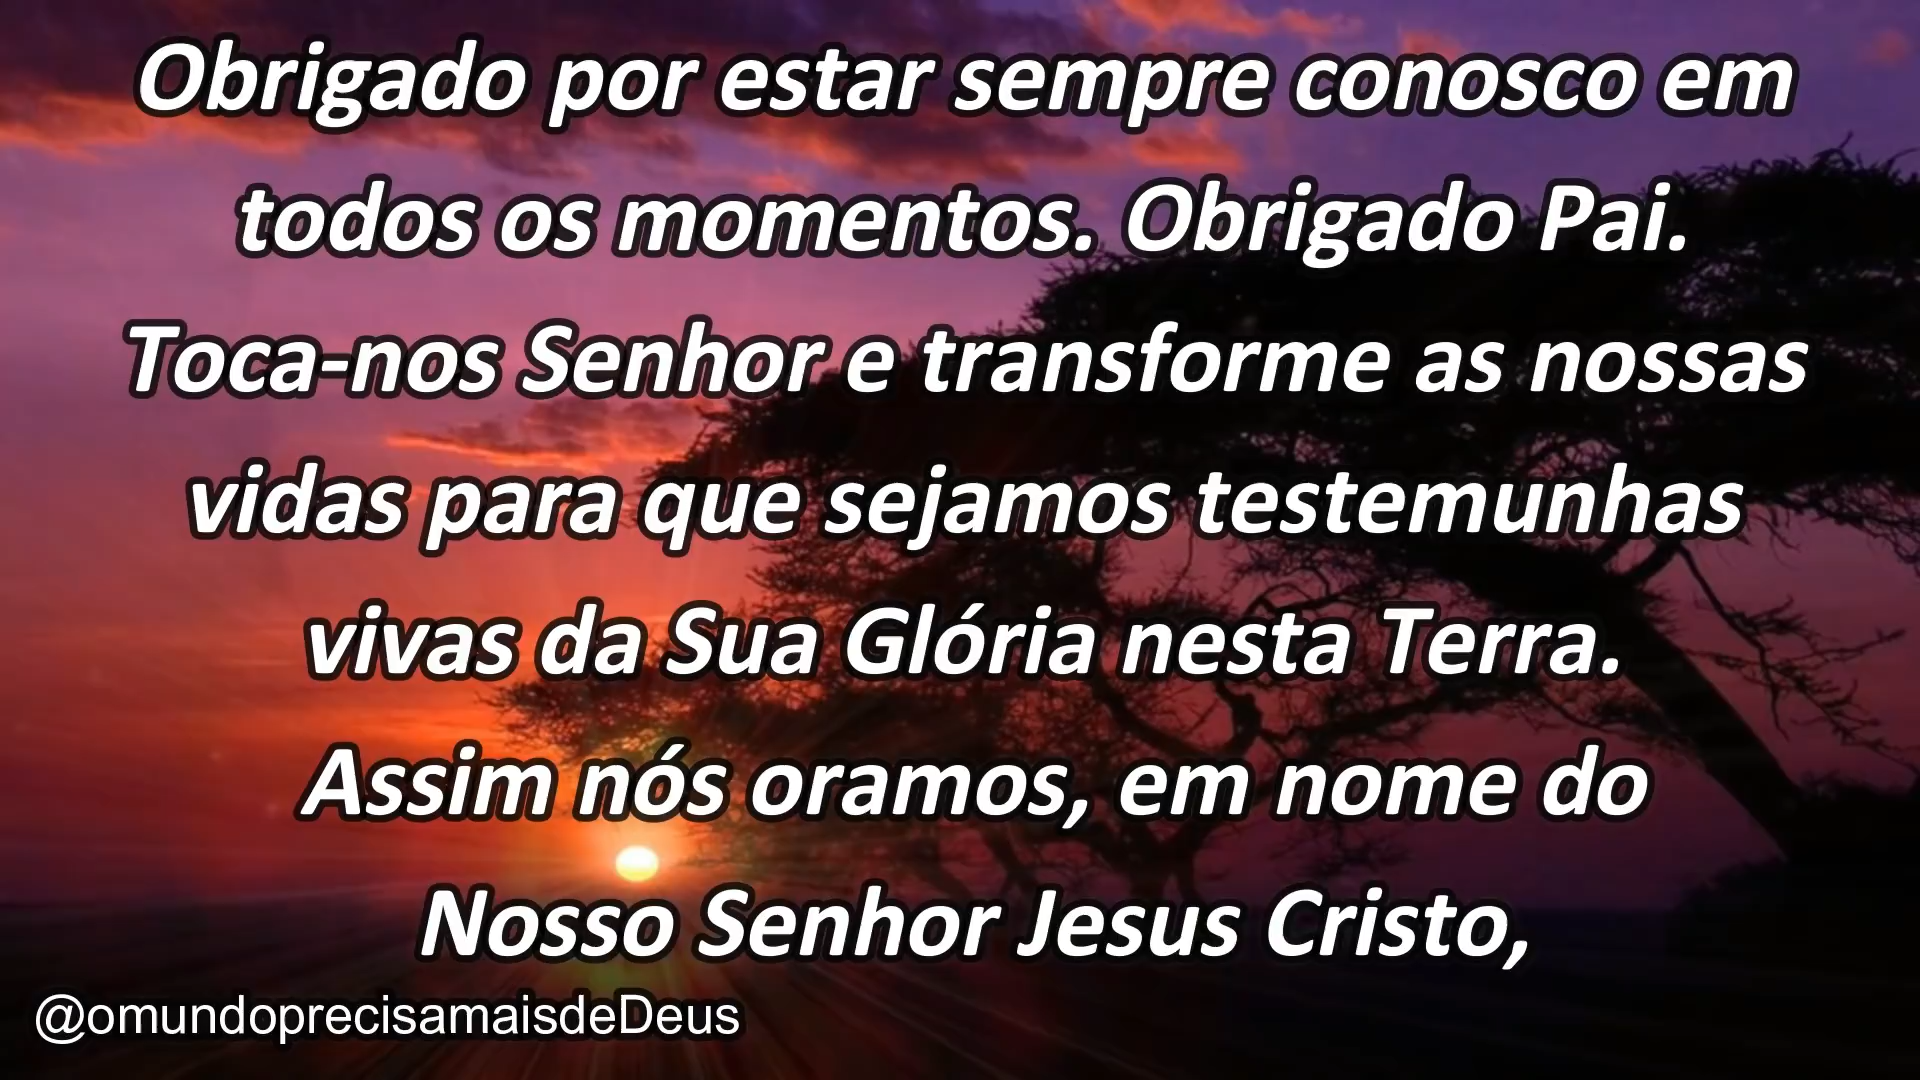 Obrigado por estar sempre conosco em
todos os momentos. Obrigado Pai.
Toca-nos Senhor e transforme as nossas
vidas para que sejamos testemunhas
vivas da Sua Glória nesta Terra.
Assim nós oramos, em nome do
Nosso Senhor Jesus Cristo,
@omundoprecisamaisdeDeus